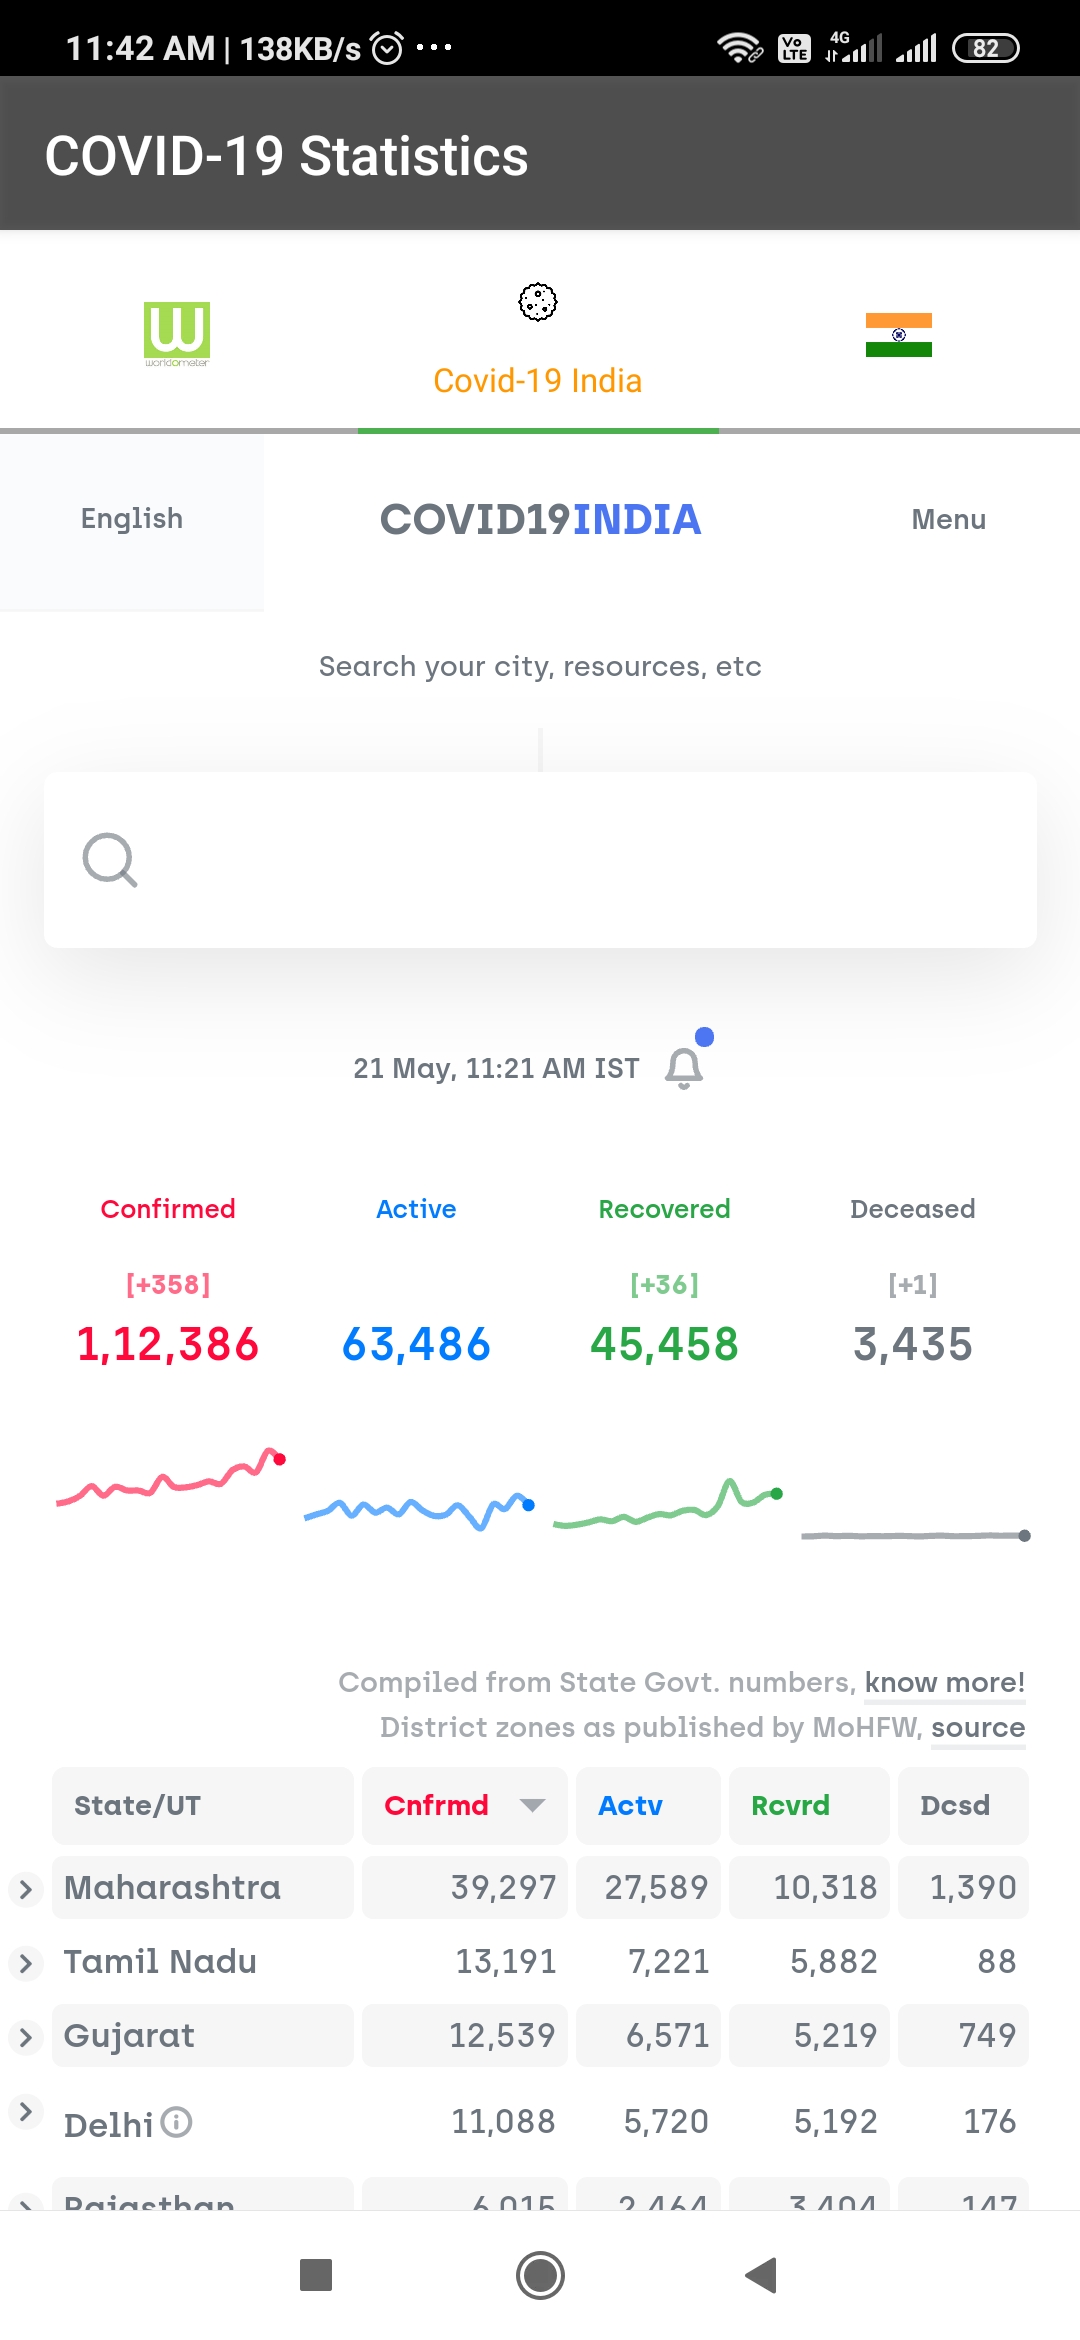 11:42 AM | 138KB/s ...
Vo LTE 4G 82
COVID-19 Statistics
W
worldometer
Covid-19 India
English COVID19INDIA Menu
Search your city, resources, etc
21 May, 11:21 AM IST
Confirmed Active Recovered Deceased
[+358] [+36] [+1]
1,12,386 63,486 45,458 3,435
Compiled from State Govt. numbers, know more!
District zones as published by MoHFW, source
State/UT Cnfrmd Actv Rcvrd Dcsd
Maharashtra 39,297 27,589 10,318 1,390
Tamil Nadu 13,191 7,221 5,882 88
Gujarat 12,539 6,571 5,219 749
Delhi 11,088 5,720 5,192 176
Rajasthan 6,015 2,464 3,404 147